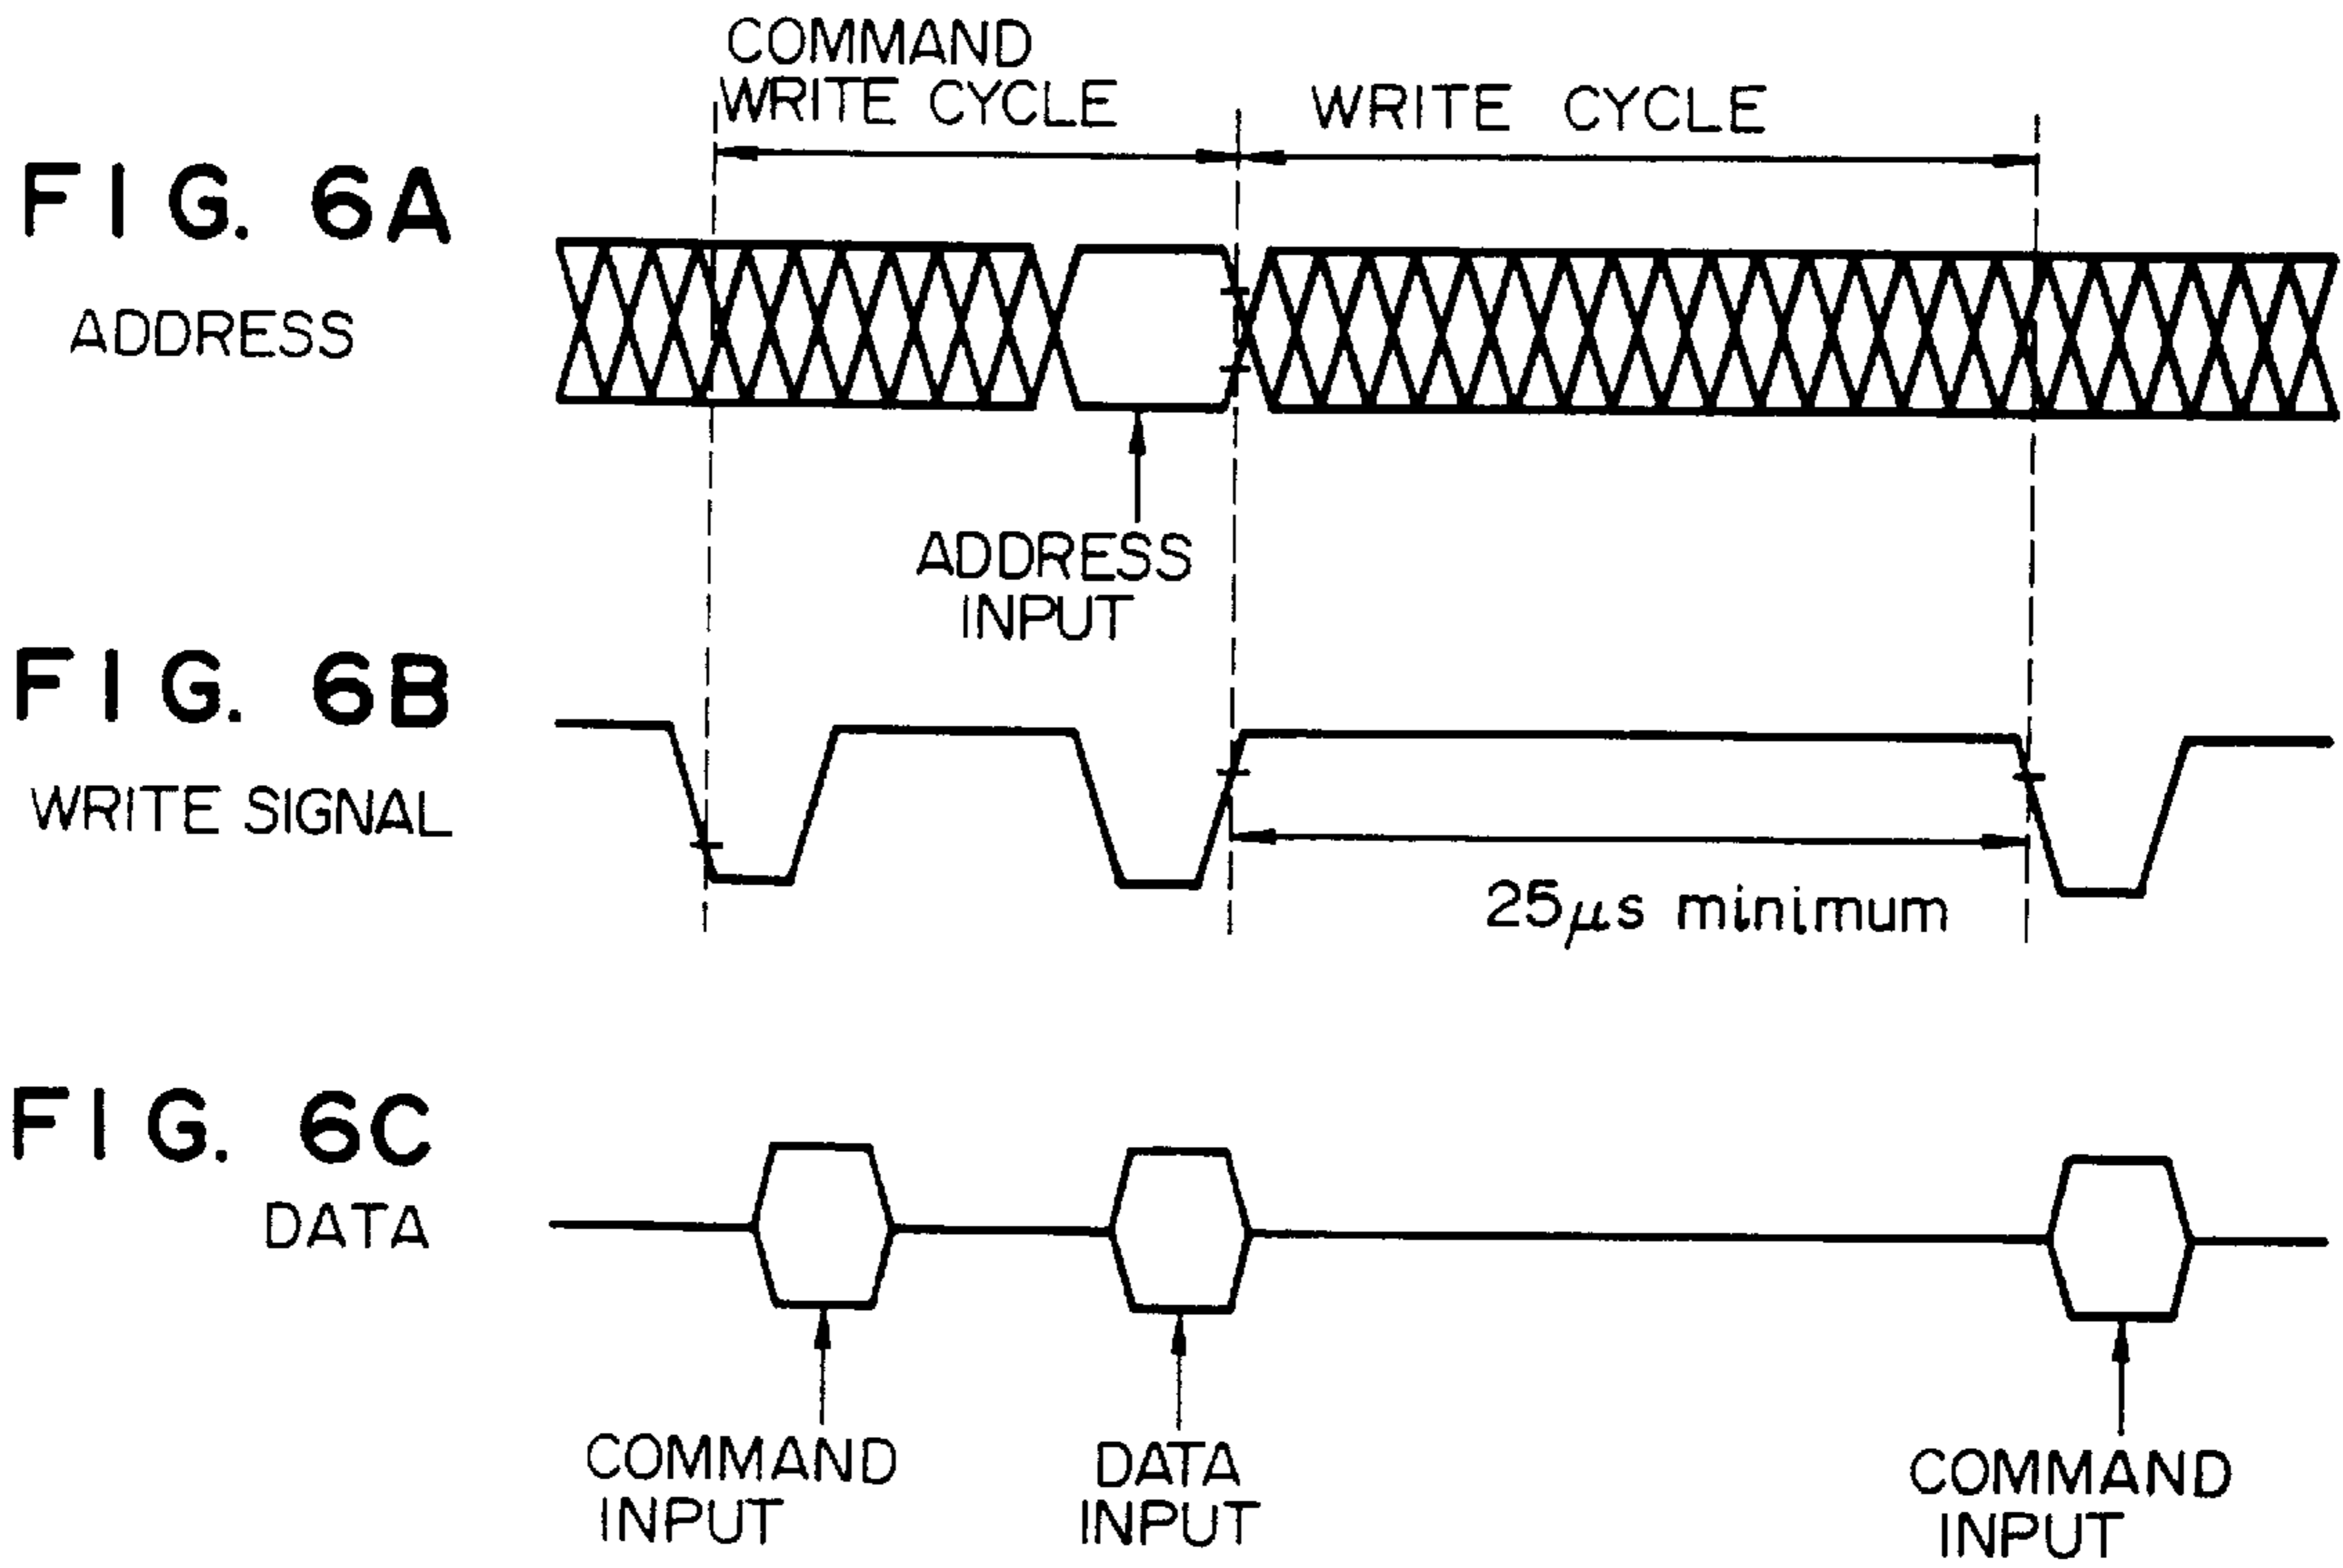 COMMAND
WRITE CYCLE
WRITE CYCLE
FIG. 6A
ADDRESS
ADDRESS
INPUT
FIG. 6B
WRITE SIGNAL
25μs minimum
FIG. 6C
DATA
COMMAND
INPUT
DATA
INPUT
COMMAND
INPUT